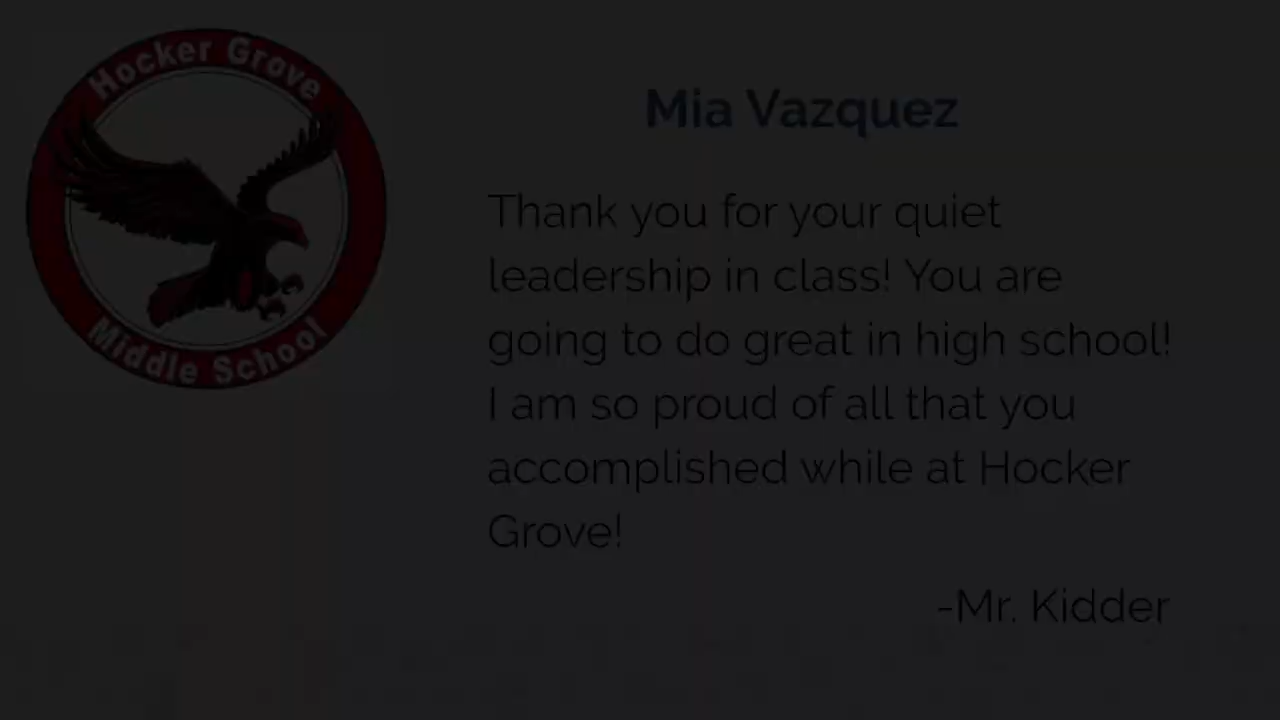 Hocker Grove
Middle School
Mia Vazquez
Thank you for your quiet
leadership in class! You are
going to do great in high school!
I am so proud of all that you
accomplished while at Hocker
Grove!
-Mr. Kidder